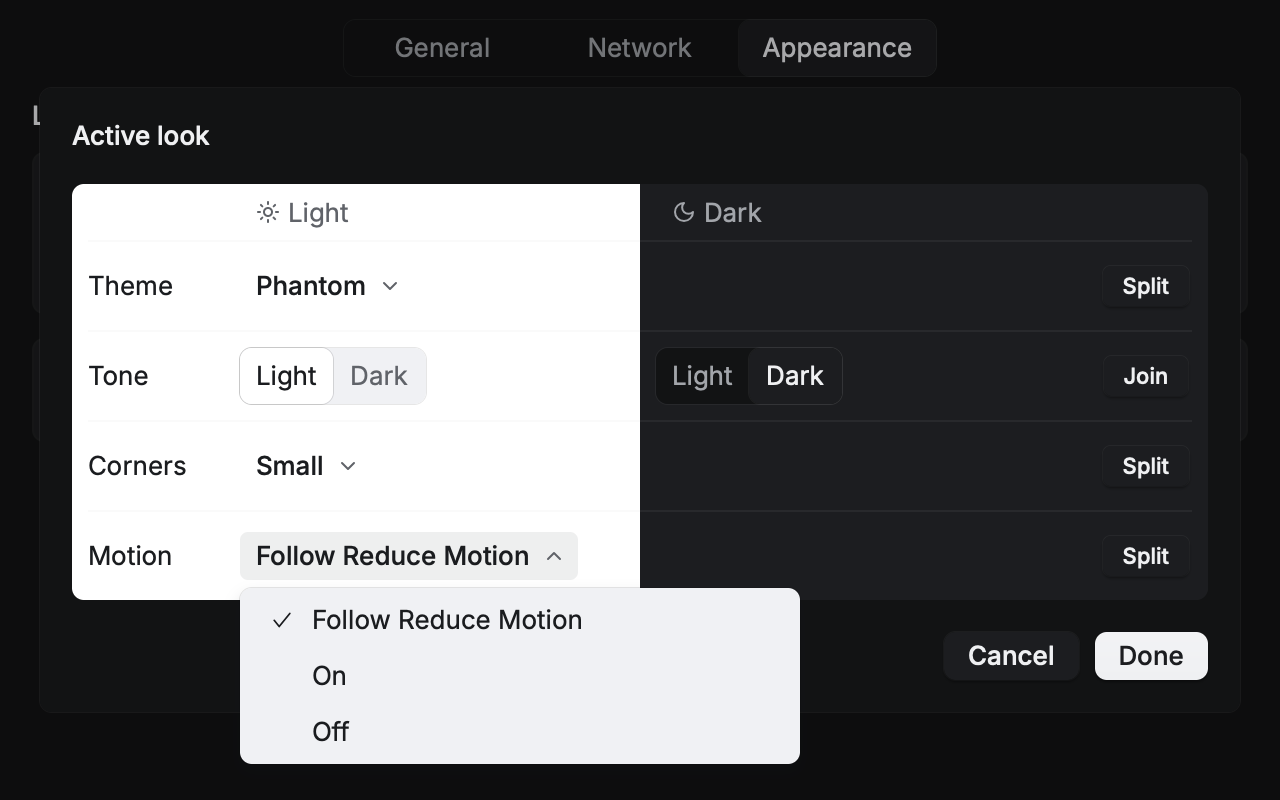 General Network Appearance
L
Active look
Light Dark
Theme Phantom Split
Tone Light Dark Light Dark Join
Corners Small Split
Motion Follow Reduce Motion Split
Follow Reduce Motion
On
Off
Cancel Done